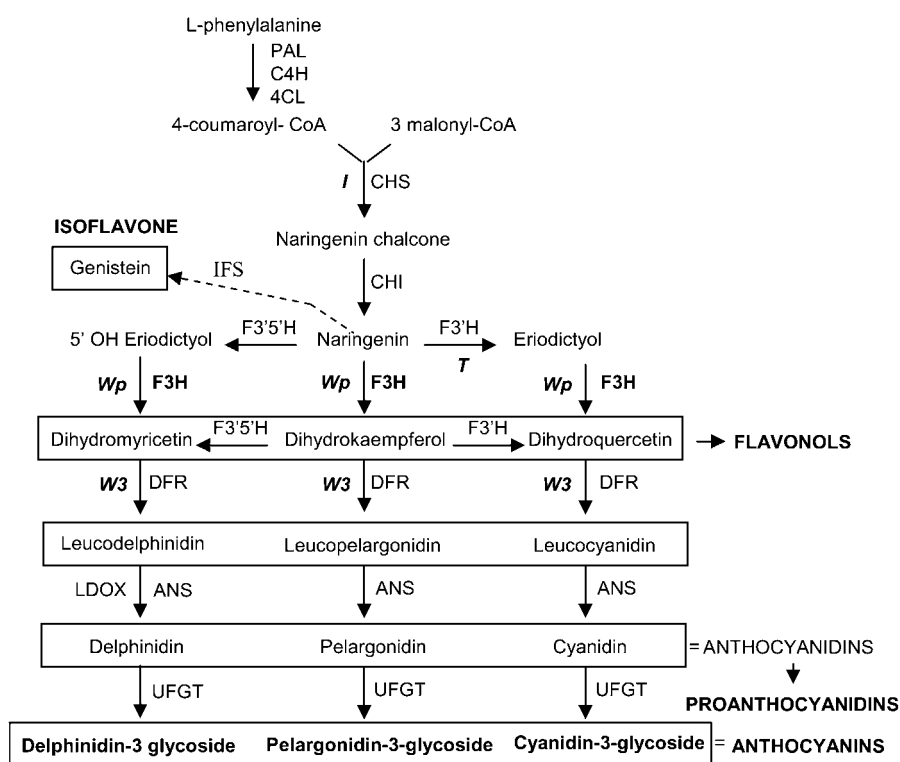 L-phenylalanine
PAL
C4H
4CL
4-coumaroyl- CoA 3 malonyl-CoA
I CHS
ISOFLAVONE
Naringenin chalcone
Genistein IFS
CHI
5' OH Eriodictyol F3'5'H Naringenin F3'H Eriodictyol
T
Wp F3H Wp F3H Wp F3H
Dihydromyricetin F3'5'H Dihydrokaempferol F3'H Dihydroquercetin FLAVONOLS
W3 DFR W3 DFR W3 DFR
Leucodelphinidin Leucopelargonidin Leucocyanidin
LDOX ANS ANS ANS
Delphinidin Pelargonidin Cyanidin = ANTHOCYANIDINS
UFGT UFGT UFGT
PROANTHOCYANIDINS
Delphinidin-3 glycoside Pelargonidin-3-glycoside Cyanidin-3-glycoside = ANTHOCYANINS